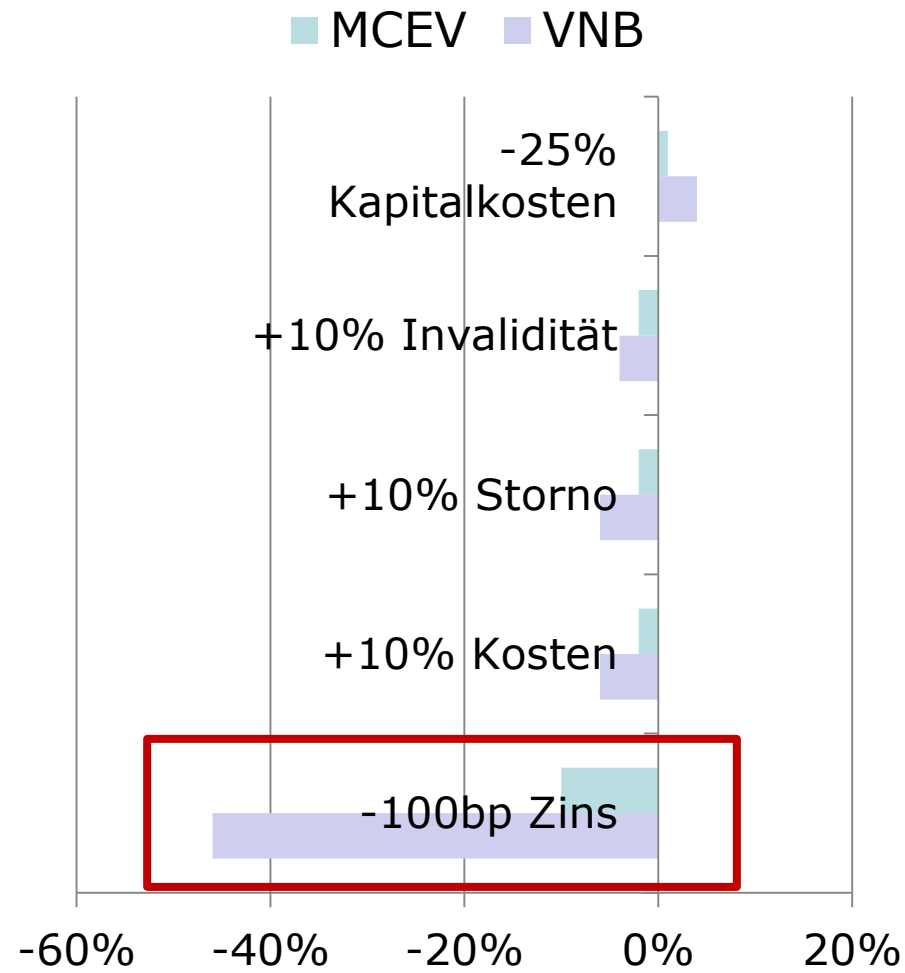 MCEV VNB
-25%
Kapitalkosten
+10% Invalidität
+10% Storno
+10% Kosten
-100bp Zins
-60% -40% -20% 0% 20%